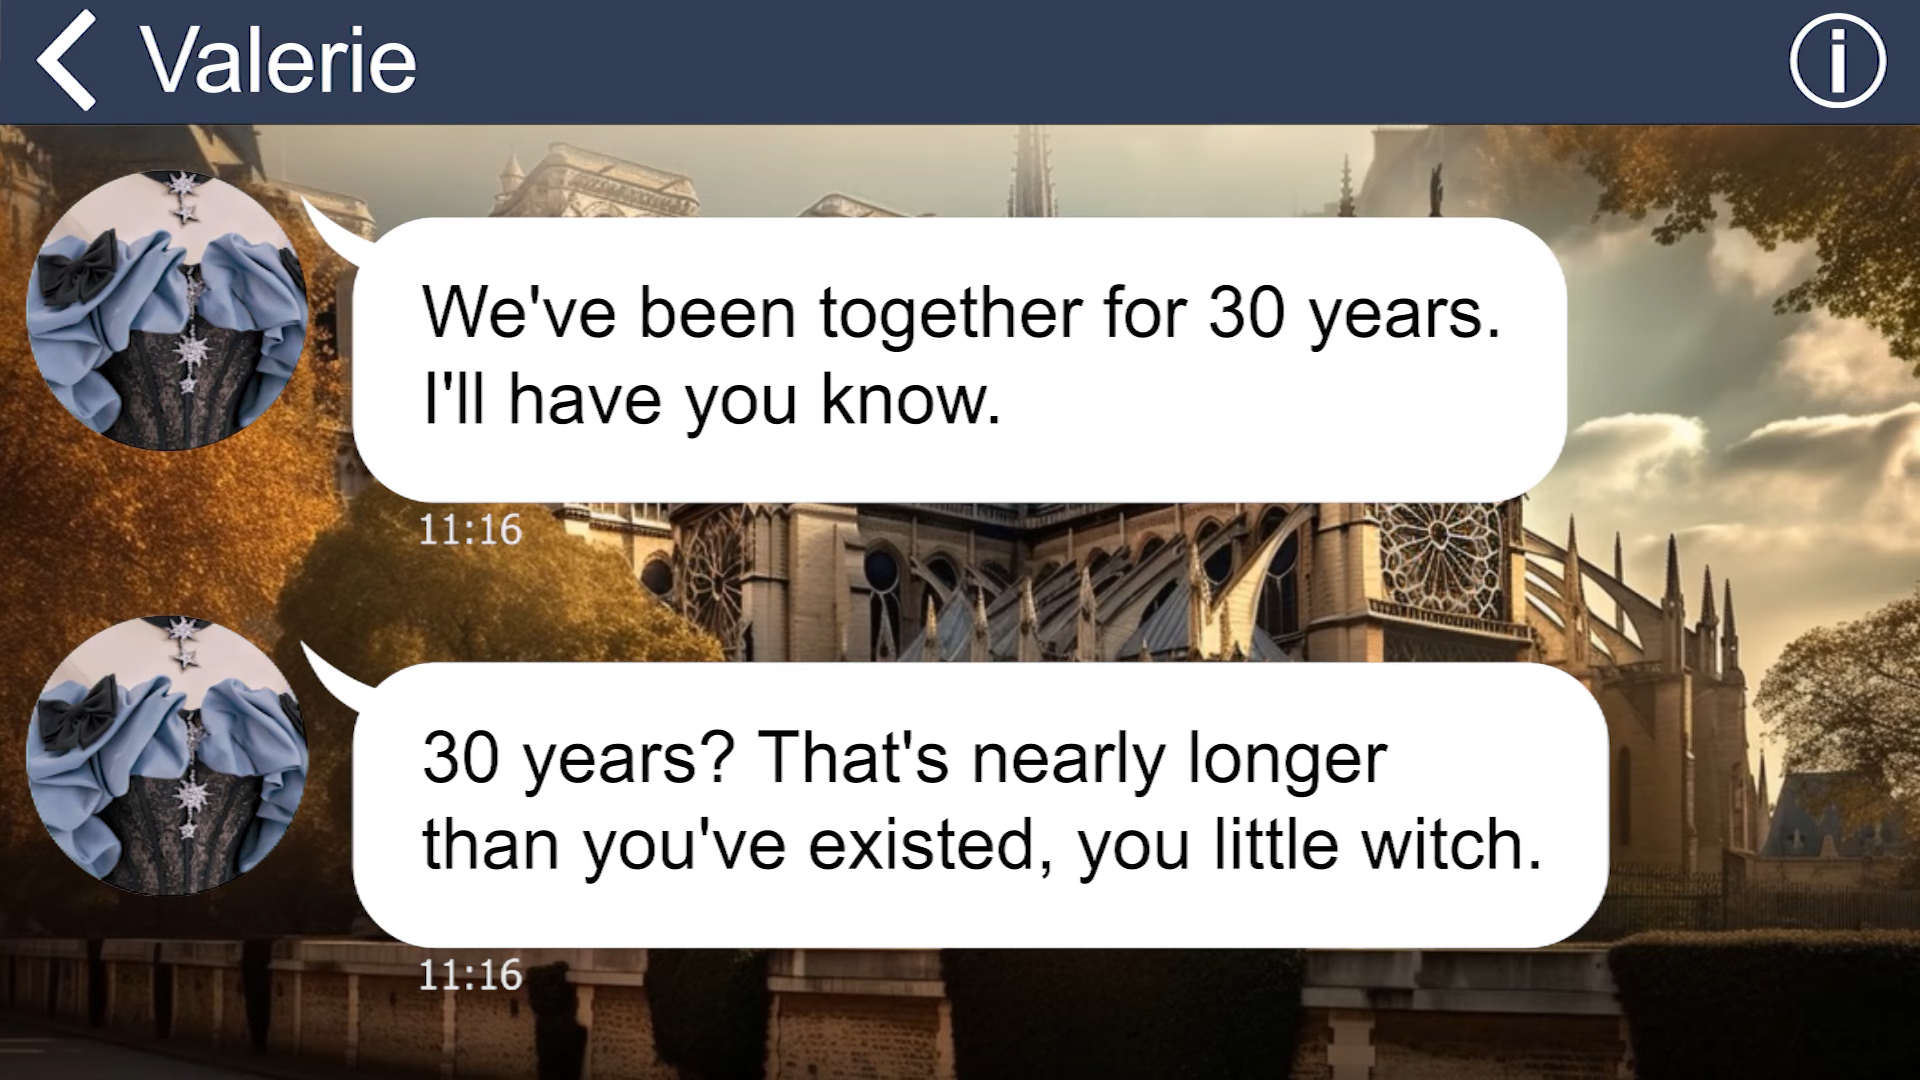 Valerie
We've been together for 30 years.
I'll have you know.
11:16
30 years? That's nearly longer
than you've existed, you little witch.
11:16